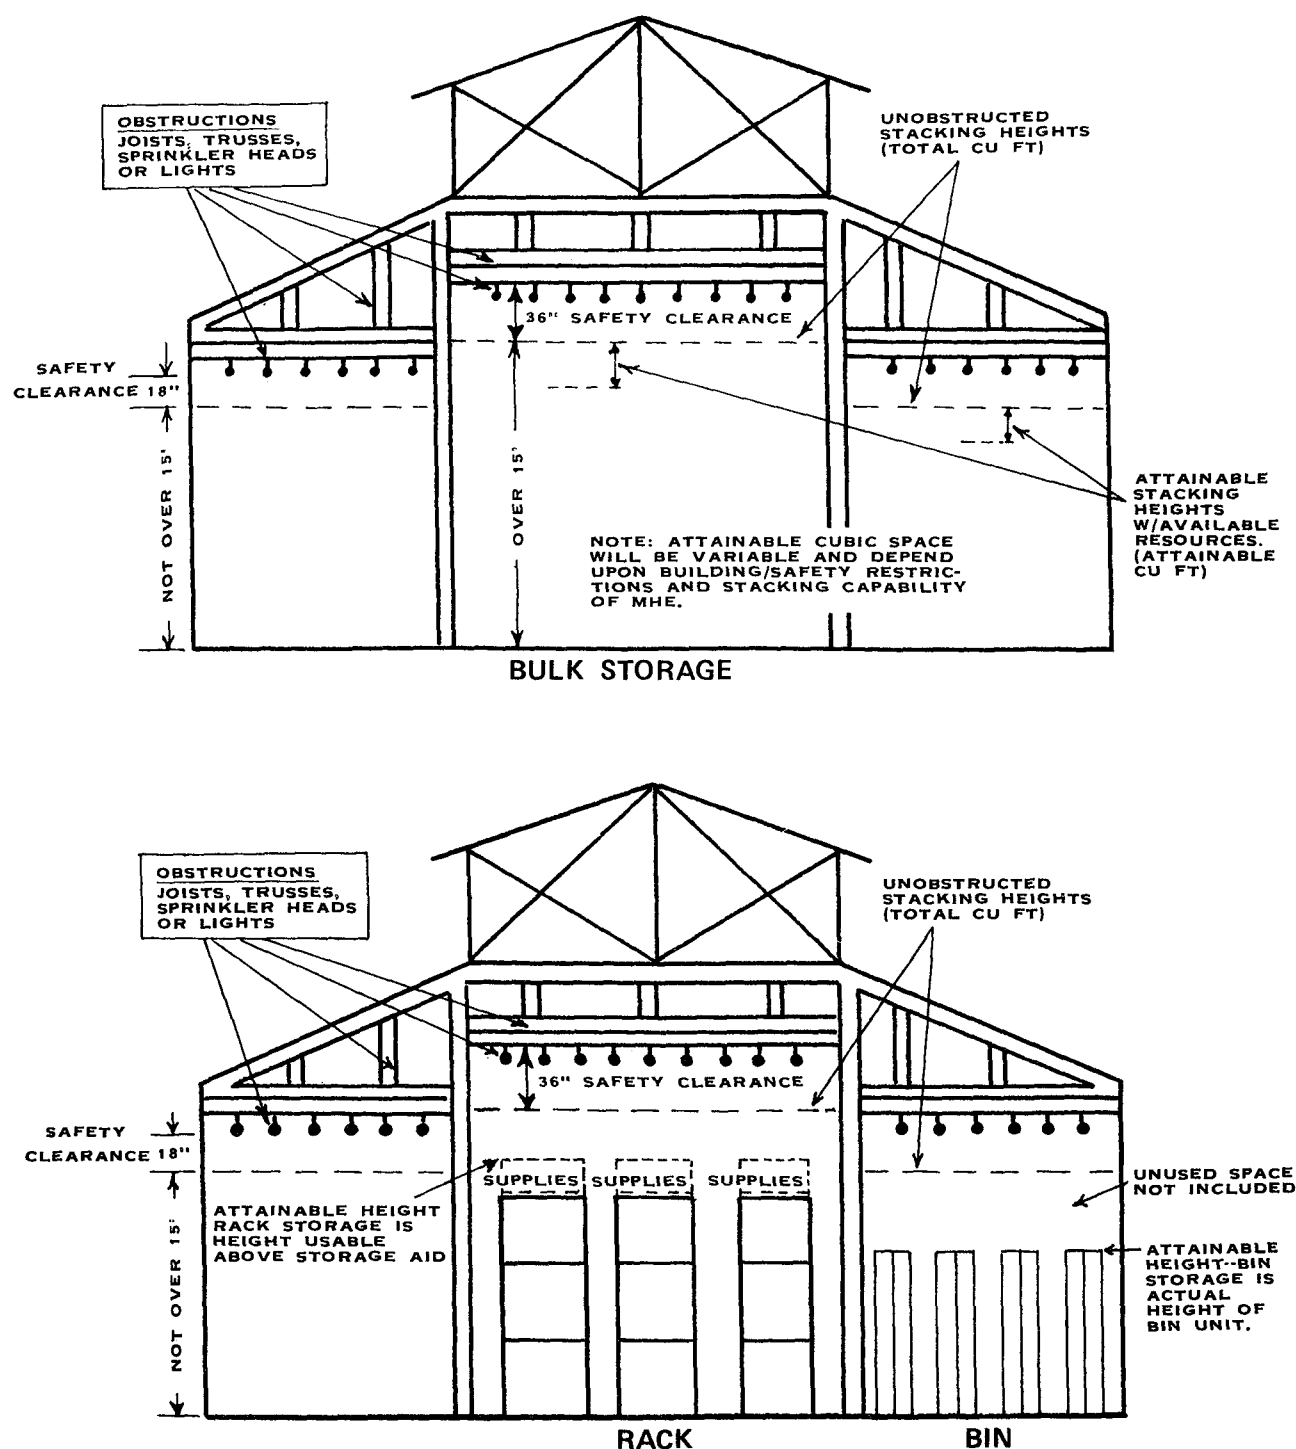 OBSTRUCTIONS
JOISTS, TRUSSES,
SPRINKLER HEADS
OR LIGHTS
UNOBSTRUCTED
STACKING HEIGHTS
(TOTAL CU FT)
36" SAFETY CLEARANCE
SAFETY
CLEARANCE 18"
NOT OVER 15'
OVER 15'
ATTAINABLE
STACKING
HEIGHTS
W/AVAILABLE
RESOURCES.
(ATTAINABLE
CU FT)
NOTE: ATTAINABLE CUBIC SPACE
WILL BE VARIABLE AND DEPEND
UPON BUILDING/SAFETY RESTRIC-
TIONS AND STACKING CAPABILITY
OF MHE.
BULK STORAGE
OBSTRUCTIONS
JOISTS, TRUSSES,
SPRINKLER HEADS
OR LIGHTS
UNOBSTRUCTED
STACKING HEIGHTS
(TOTAL CU FT)
36" SAFETY CLEARANCE
SAFETY
CLEARANCE 18"
NOT OVER 15'
SUPPLIES SUPPLIES SUPPLIES
UNUSED SPACE
NOT INCLUDED
ATTAINABLE HEIGHT
RACK STORAGE IS
HEIGHT USABLE
ABOVE STORAGE AID
ATTAINABLE
HEIGHT--BIN
STORAGE IS
ACTUAL
HEIGHT OF
BIN UNIT.
RACK BIN